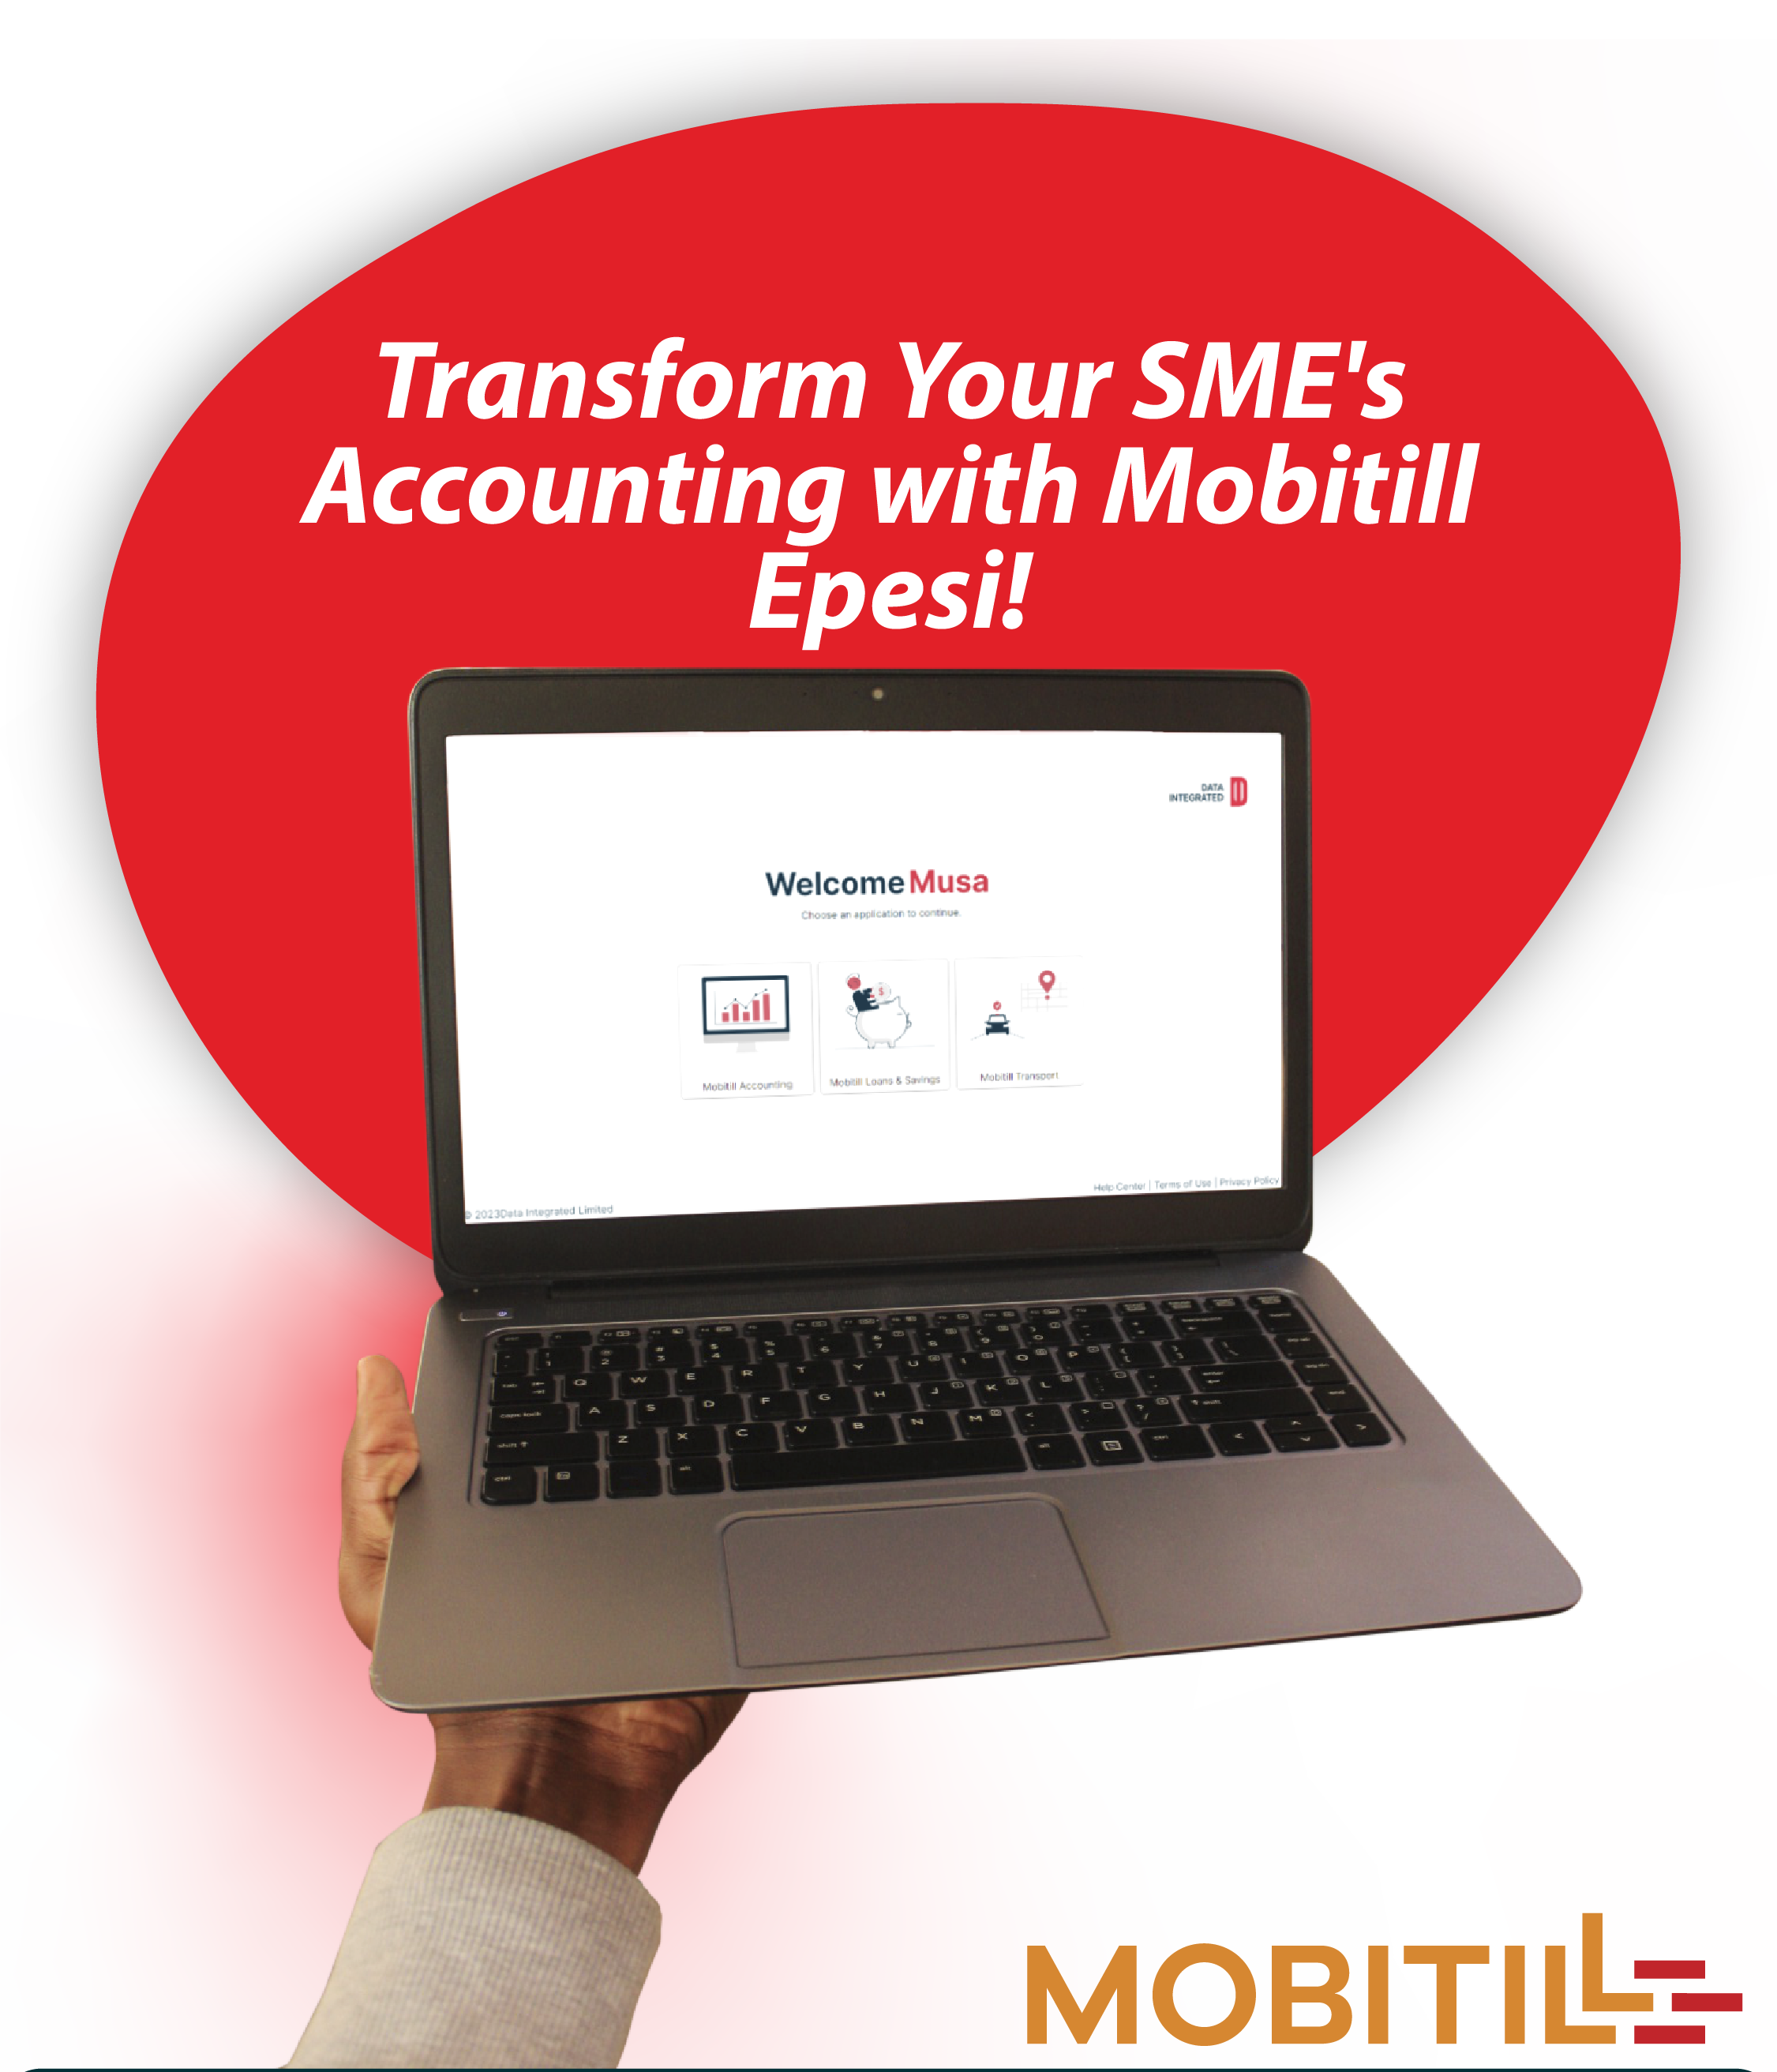 Transform Your SME's
Accounting with Mobitill
Epesi!
DATA
INTEGRATED
Welcome Musa
Choose an application to continue.
Mobitill Accounting
Mobitill Loans & Savings
Mobitill Transport
Help Center | Terms of Use | Privacy Policy
© 2023Data Integrated Limited
MOBITILL